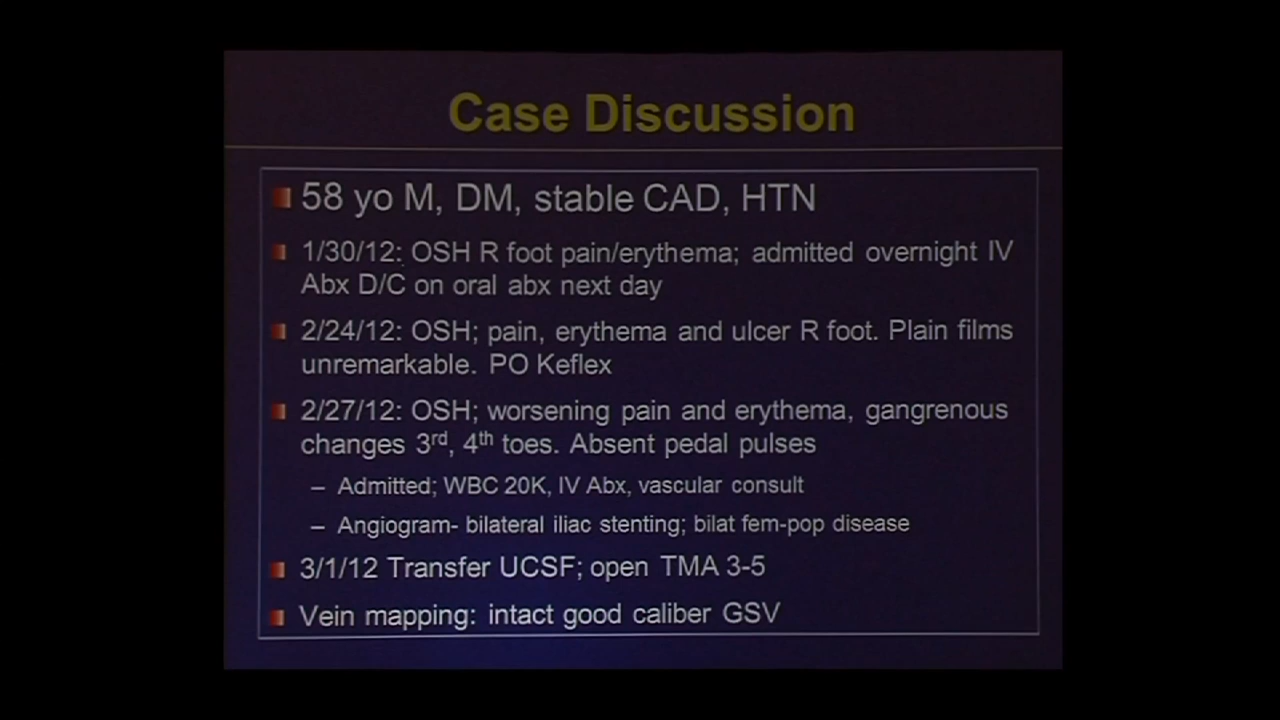 Case Discussion
58 yo M, DM, stable CAD, HTN
1/30/12: OSH R foot pain/erythema; admitted overnight IV
Abx D/C on oral abx next day
2/24/12: OSH; pain, erythema and ulcer R foot. Plain films
unremarkable. PO Keflex
2/27/12: OSH; worsening pain and erythema, gangrenous
changes 3rd, 4th toes. Absent pedal pulses
– Admitted; WBC 20K, IV Abx, vascular consult
– Angiogram- bilateral iliac stenting; bilat fem-pop disease
3/1/12 Transfer UCSF; open TMA 3-5
Vein mapping: intact good caliber GSV